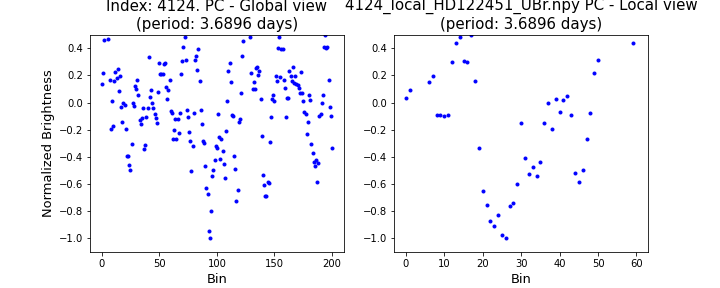 Index: 4124. PC - Global view
(period: 3.6896 days)
4124_local_HD122451_UBr.npy PC - Local view
(period: 3.6896 days)
Normalized Brightness
0.4
0.2
0.0
−0.2
−0.4
−0.6
−0.8
−1.0
0 50 100 150 200
Bin
0.4
0.2
0.0
−0.2
−0.4
−0.6
−0.8
−1.0
0 10 20 30 40 50 60
Bin